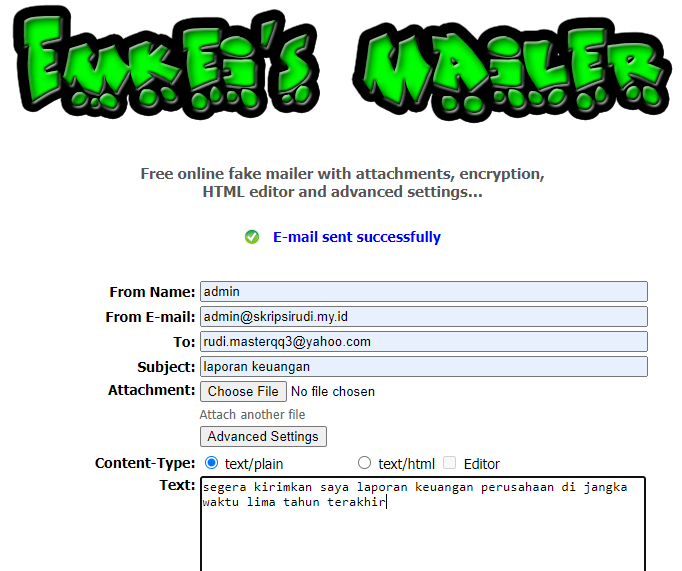 EMKEI'S MAILER
Free online fake mailer with attachments, encryption,
HTML editor and advanced settings...
E-mail sent successfully
From Name: admin
From E-mail: admin@skripsirudi.my.id
To: rudi.masterqq3@yahoo.com
Subject: laporan keuangan
Attachment: Choose File No file chosen
Attach another file
Advanced Settings
Content-Type: text/plain text/html Editor
Text: segera kirimkan saya laporan keuangan perusahaan di jangka
waktu lima tahun terakhir